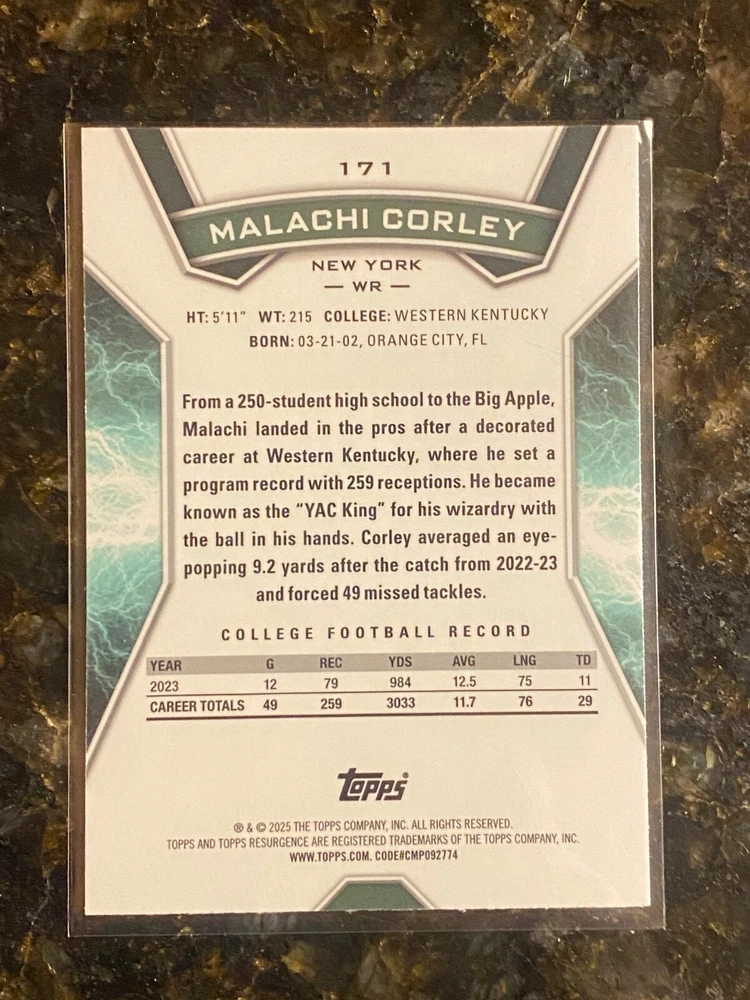 171
MALACHI CORLEY
NEW YORK
— WR —
HT: 5'11" WT: 215 COLLEGE: WESTERN KENTUCKY
BORN: 03-21-02, ORANGE CITY, FL
From a 250-student high school to the Big Apple,
Malachi landed in the pros after a decorated
career at Western Kentucky, where he set a
program record with 259 receptions. He became
known as the "YAC King" for his wizardry with
the ball in his hands. Corley averaged an eye-
popping 9.2 yards after the catch from 2022-23
and forced 49 missed tackles.
COLLEGE FOOTBALL RECORD
YEAR G REC YDS AVG LNG TD
2023 12 79 984 12.5 75 11
CAREER TOTALS 49 259 3033 11.7 76 29
topps®
® & © 2025 THE TOPPS COMPANY, INC. ALL RIGHTS RESERVED.
TOPPS AND TOPPS RESURGENCE ARE REGISTERED TRADEMARKS OF THE TOPPS COMPANY, INC.
WWW.TOPPS.COM. CODE#CMP092774